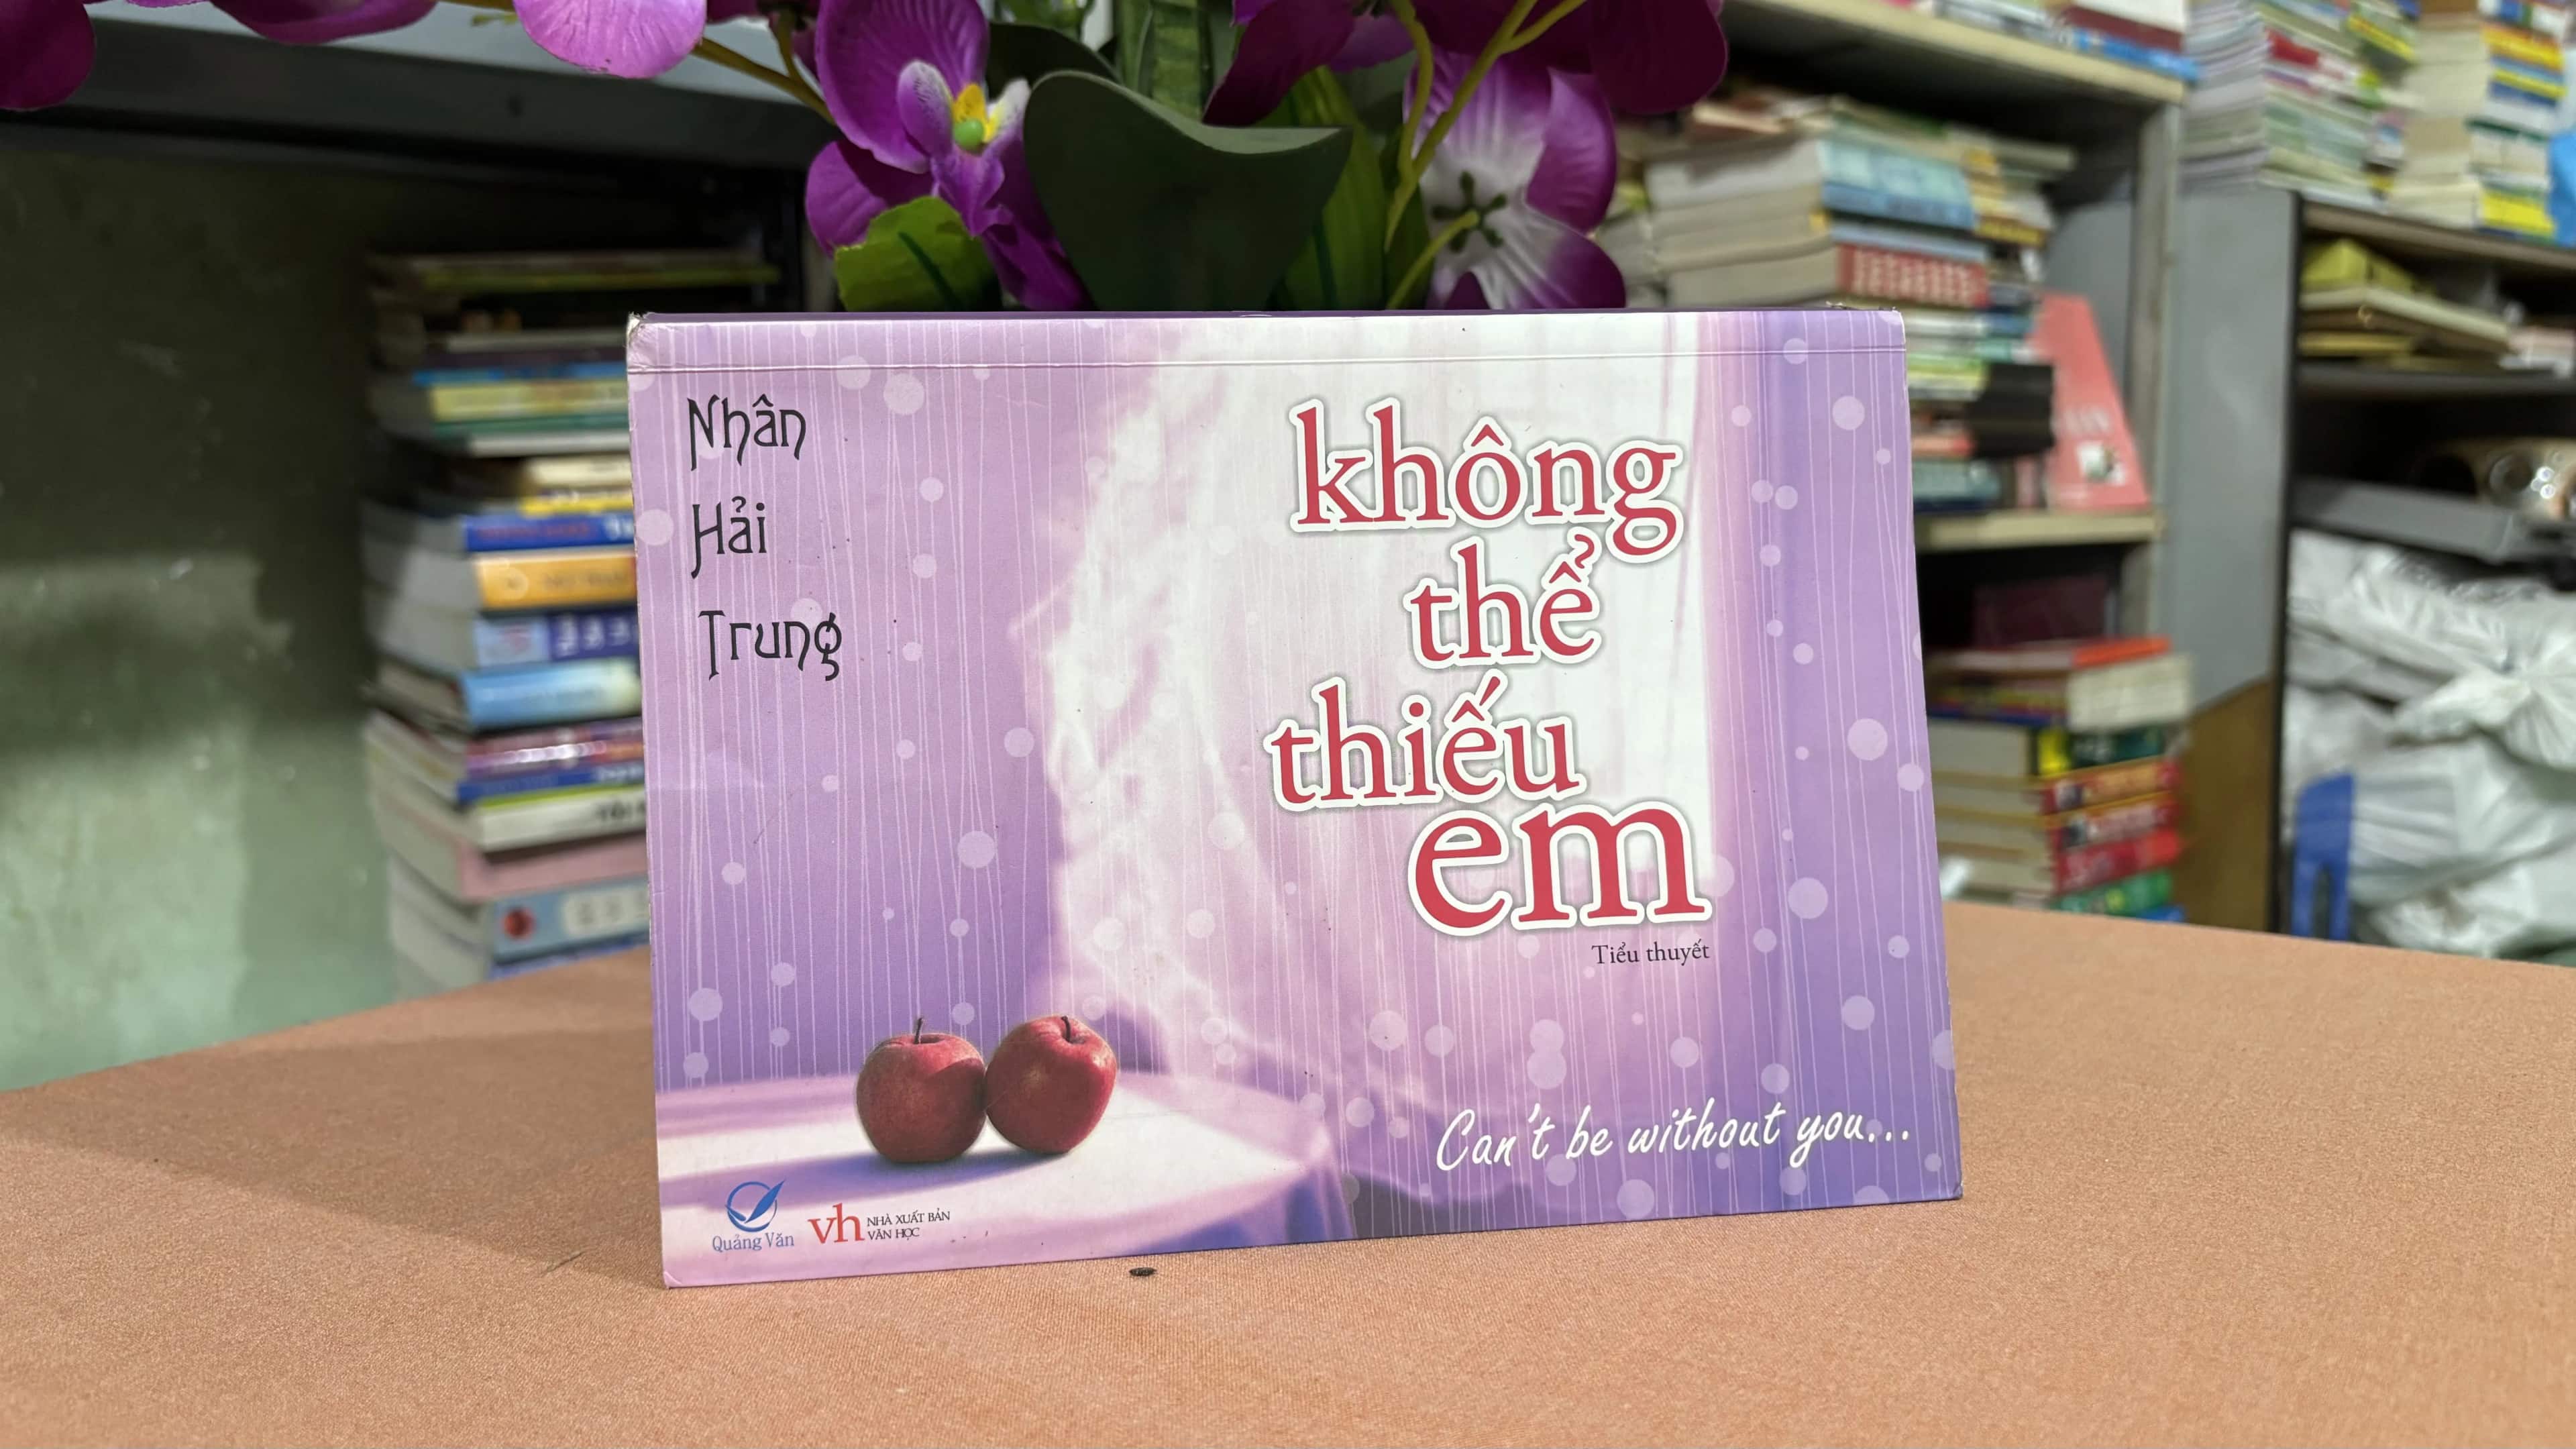 Nhân
Hải
Trung
không
thể
thiếu
em
Tiểu thuyết
Can't be without you...
Quảng Văn
vh NHÀ XUẤT BẢN
VĂN HỌC